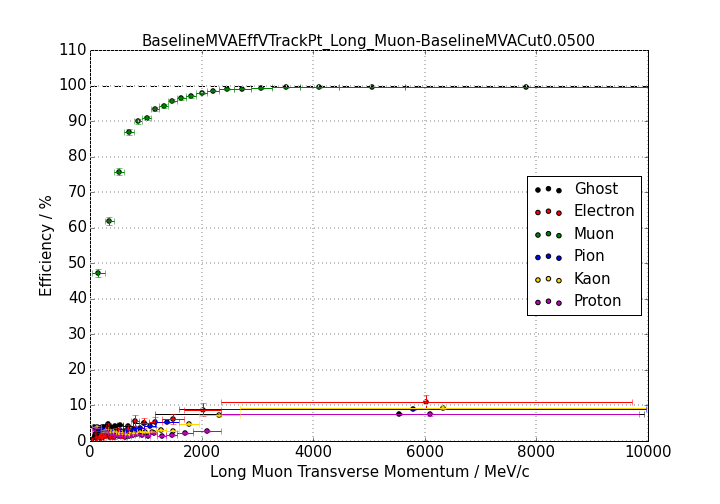 BaselineMVAEffVTrackPt_Long_Muon-BaselineMVACut0.0500
110
100
90
80
70
60
50
40
30
20
10
0
Efficiency / %
Ghost
Electron
Muon
Pion
Kaon
Proton
0 2000 4000 6000 8000 10000
Long Muon Transverse Momentum / MeV/c